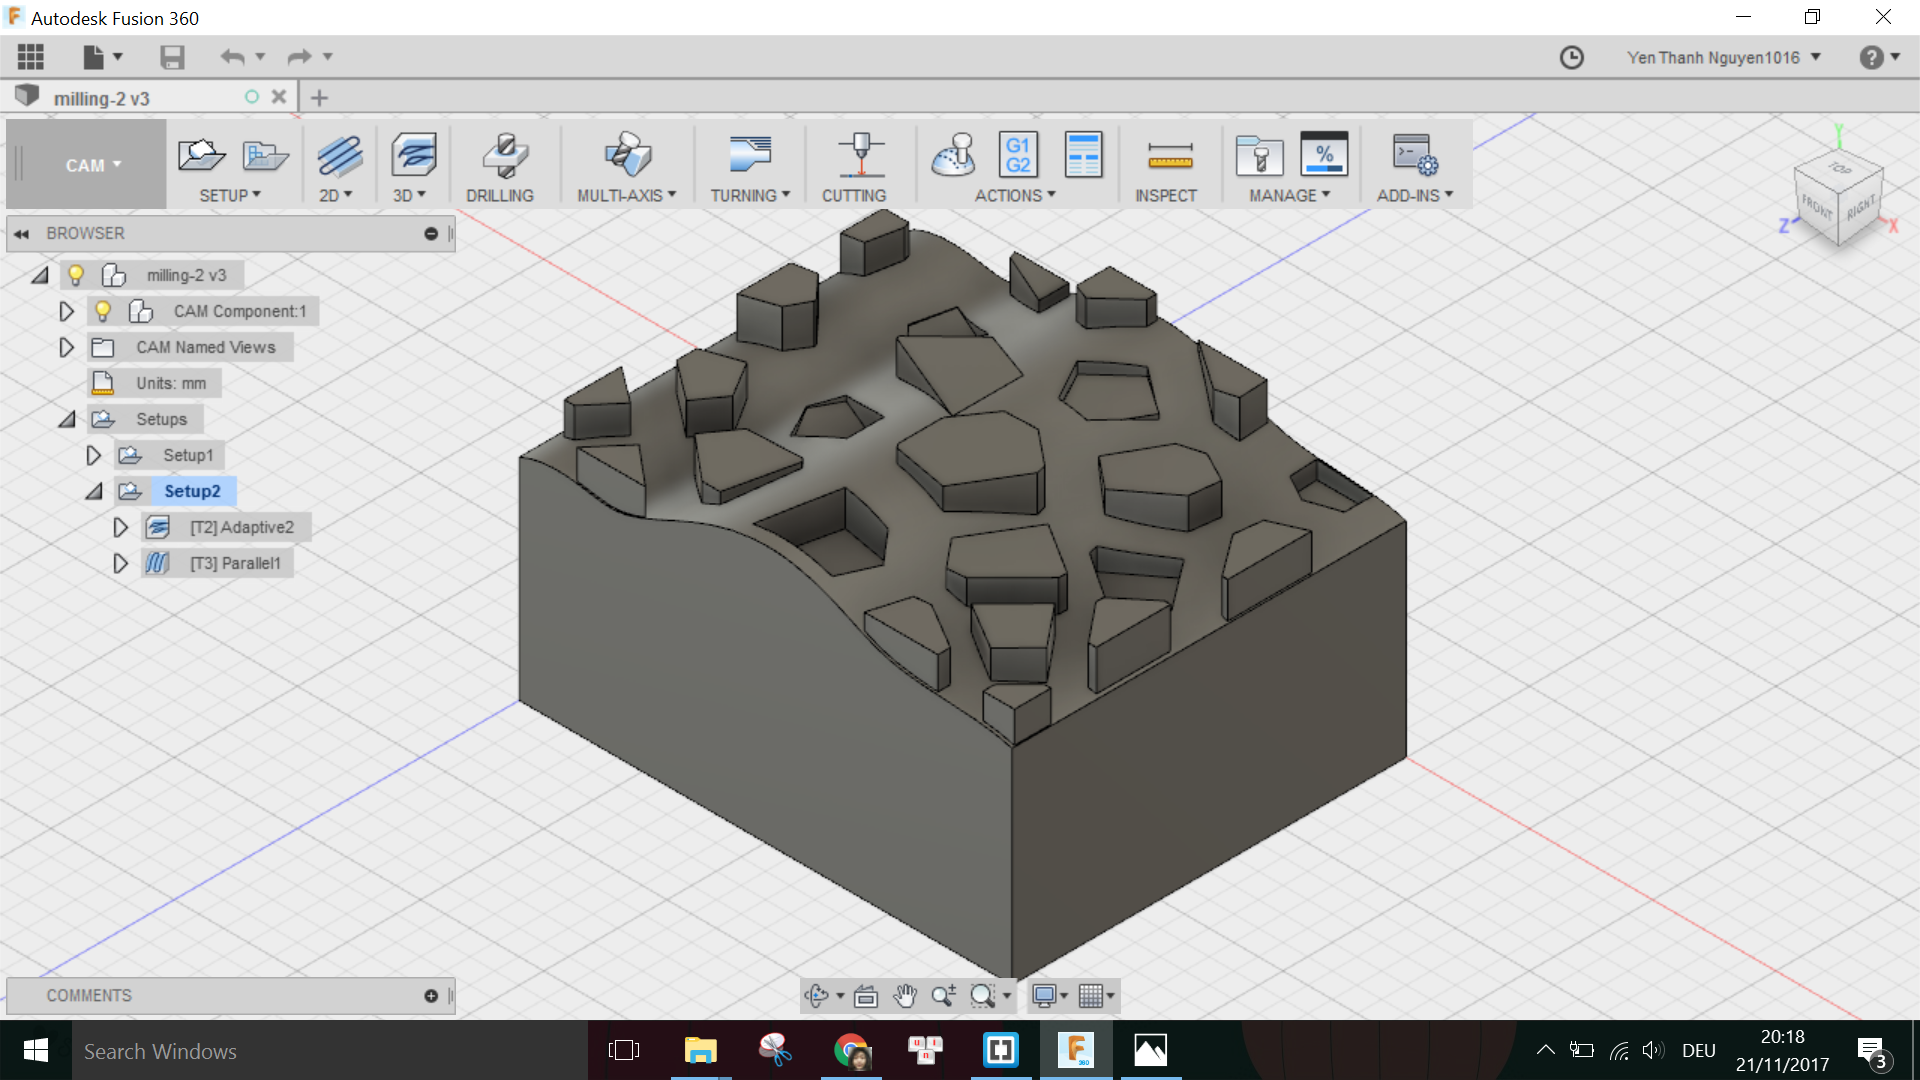 Autodesk Fusion 360
Yen Thanh Nguyen1016
milling-2 v3
CAM
SETUP
2D
3D
DRILLING
MULTI-AXIS
TURNING
CUTTING
G1
G2
ACTIONS
INSPECT
%
MANAGE
ADD-INS
Y
TOP
FRONT
RIGHT
Z
X
BROWSER
milling-2 v3
CAM Component:1
CAM Named Views
Units: mm
Setups
Setup1
Setup2
[T2] Adaptive2
[T3] Parallel1
COMMENTS
Search Windows
u i n
F 360
DEU
20:18
21/11/2017
3